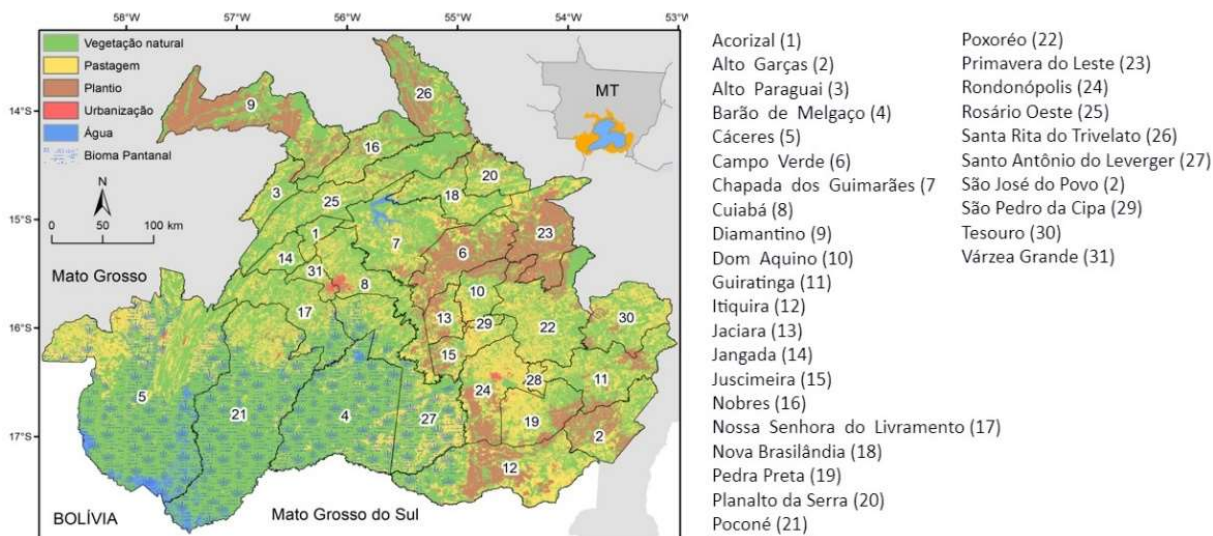 58°W 57°W 56°W 55°W 54°W 53°W
Vegetação natural
Pastagem
Plantio
Urbanização
Água
Bioma Pantanal
MT
14°S
15°S
16°S
17°S
N
0 50 100 km
Mato Grosso
BOLÍVIA
Mato Grosso do Sul
9
26
16
3
20
25
18
1
7
23
6
14
31
8
10
17
13
29
22
30
15
5
28
11
24
21
4
27
19
2
12
Acorizal (1)
Alto Garças (2)
Alto Paraguai (3)
Barão de Melgaço (4)
Cáceres (5)
Campo Verde (6)
Chapada dos Guimarães (7
Cuiabá (8)
Diamantino (9)
Dom Aquino (10)
Guiratinga (11)
Itiquira (12)
Jaciara (13)
Jangada (14)
Juscimeira (15)
Nobres (16)
Nossa Senhora do Livramento (17)
Nova Brasilândia (18)
Pedra Preta (19)
Planalto da Serra (20)
Poconé (21)
Poxoréo (22)
Primavera do Leste (23)
Rondonópolis (24)
Rosário Oeste (25)
Santa Rita do Trivelato (26)
Santo Antônio do Leverger (27)
São José do Povo (2)
São Pedro da Cipa (29)
Tesouro (30)
Várzea Grande (31)